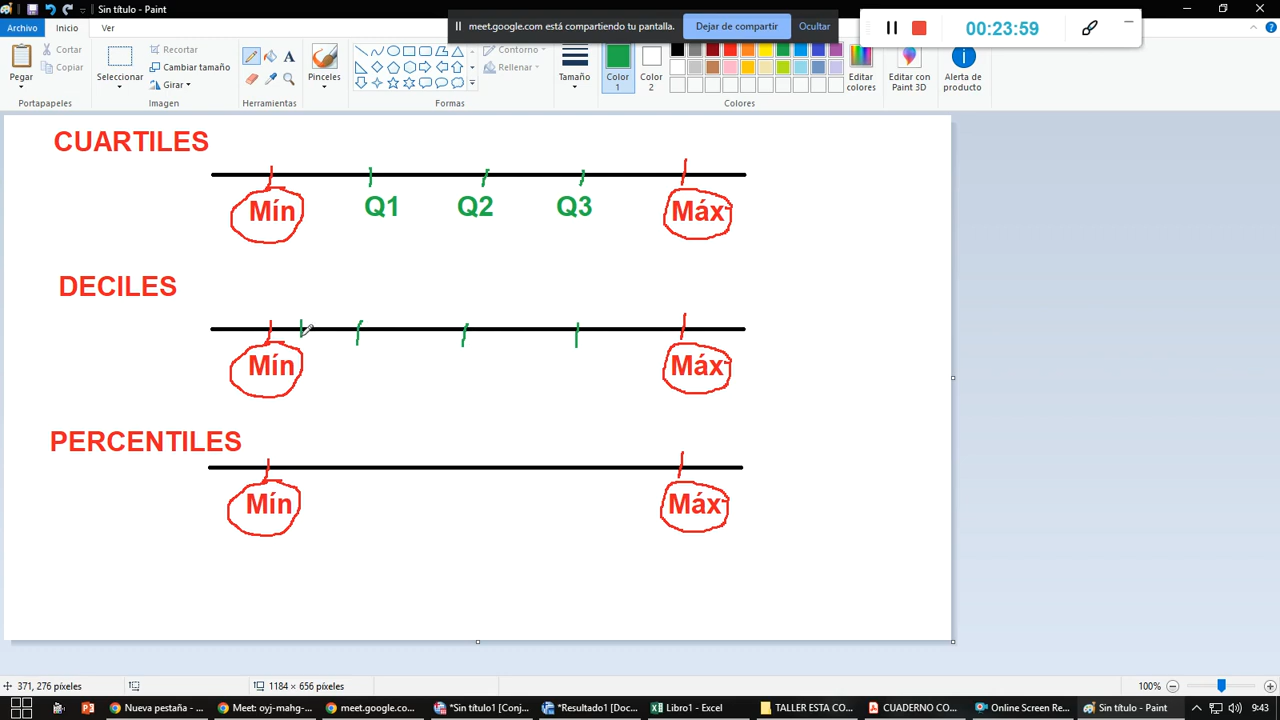 Sin título - Paint
Archivo Inicio Ver
meet.google.com está compartiendo tu pantalla. Dejar de compartir Ocultar
00:23:59
Pegar
Cortar
Copiar
Portapapeles
Seleccionar
Recortar
Cambiar tamaño
Girar
Imagen
A
Herramientas
Pinceles
Contorno
Rellenar
Formas
Tamaño
Color 1
Color 2
Editar colores
Colores
Editar con Paint 3D
Alerta de producto
CUARTILES
Mín Q1 Q2 Q3 Máx
DECILES
Mín Máx
PERCENTILES
Mín Máx
371, 276 píxeles 1184 × 656 píxeles 100%
Nueva pestaña - ... Meet: oyj-mahg-... meet.google.co... *Sin título1 [Conj... *Resultado1 [Doc... Libro1 - Excel TALLER ESTA CO... CUADERNO CO... Online Screen Re... Sin título - Paint 9:43